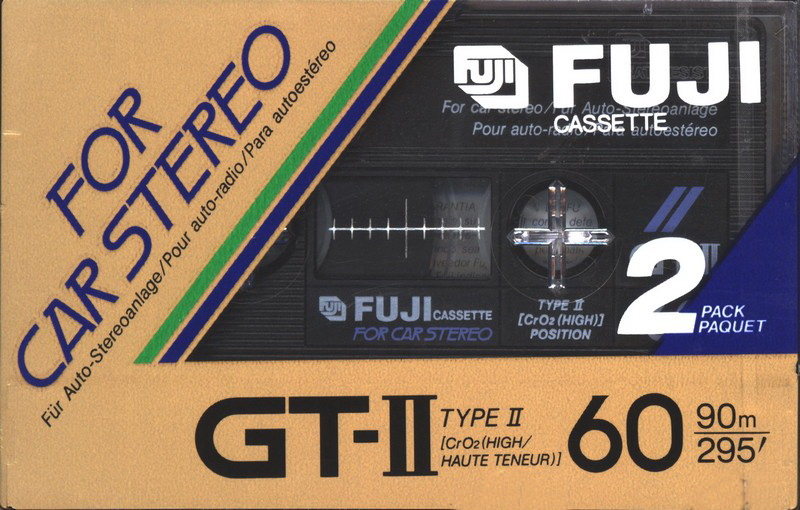 FOR
CAR STEREO
Für Auto-Stereoanlage/Pour auto-radio/Para autoestéreo
FUJI
FUJI
For car stereo/Für Auto-Stereoanlage
Pour auto-radio/Para autoestéreo
CASSETTE
FUJI
FUJI CASSETTE
FOR CAR STEREO
TYPE II
[CrO2(HIGH)]
POSITION
2
PACK
PAQUET
GT-II
TYPE II
[CrO2(HIGH/
HAUTE TENEUR)]
60
90m
295′